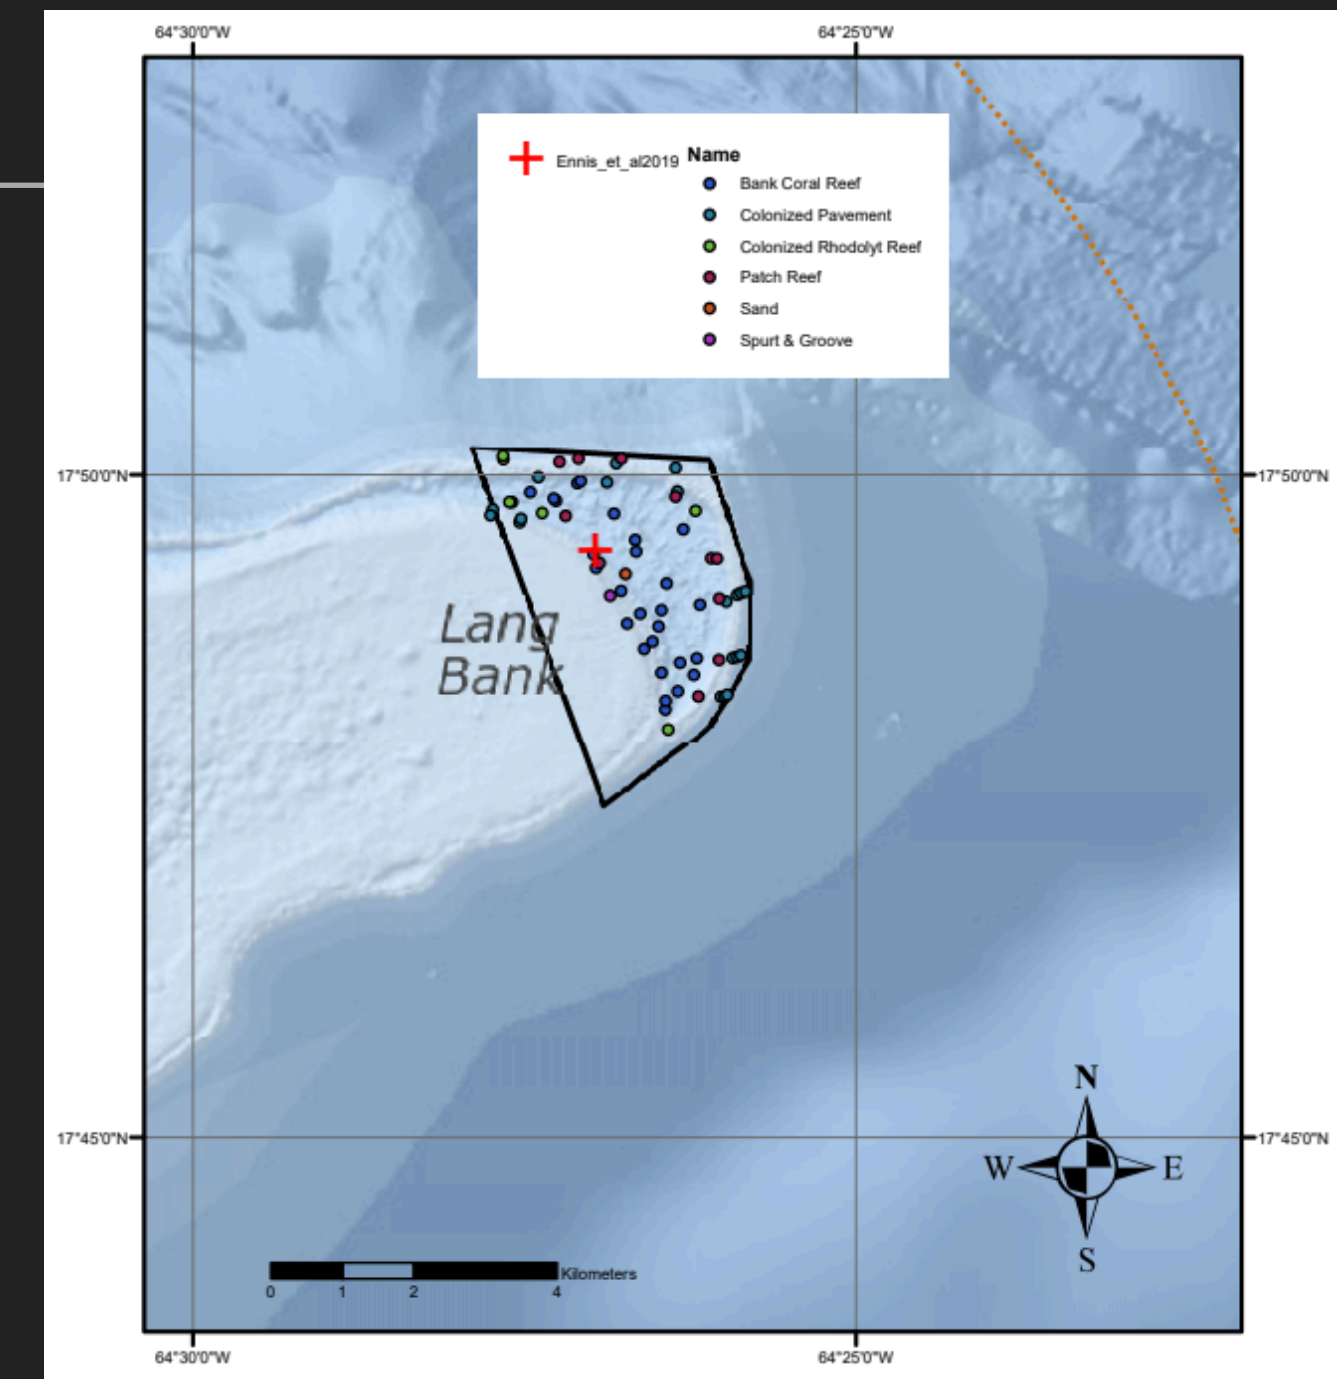 64°30'0"W
64°25'0"W
Ennis_et_al2019
Name
Bank Coral Reef
Colonized Pavement
Colonized Rhodolyt Reef
Patch Reef
Sand
Spurt & Groove
17°50'0"N
17°50'0"N
Lang
Bank
N
17°45'0"N
17°45'0"N
W
E
S
Kilometers
0
1
2
4
64°30'0"W
64°25'0"W